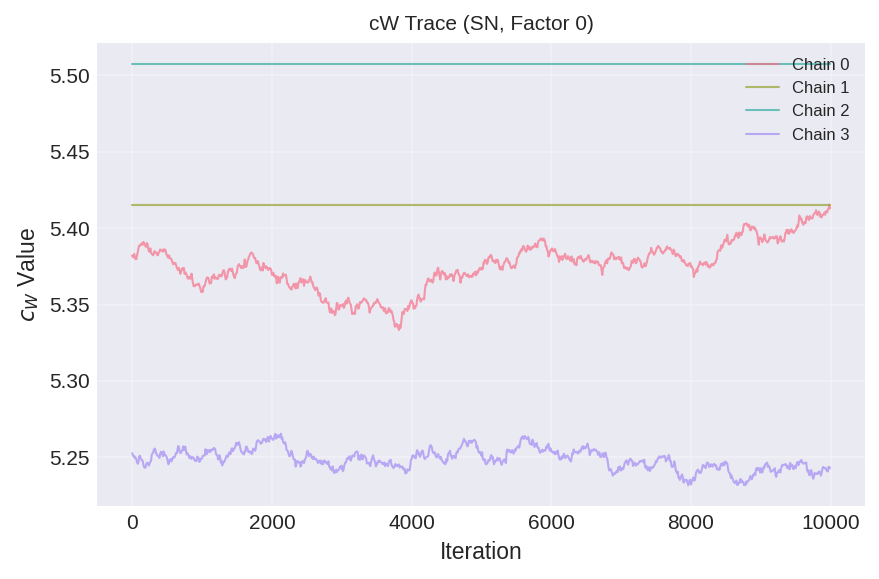 cW Trace (SN, Factor 0)
5.50
5.45
5.40
5.35
5.30
5.25
c_W Value
Chain 0
Chain 1
Chain 2
Chain 3
0 2000 4000 6000 8000 10000
Iteration